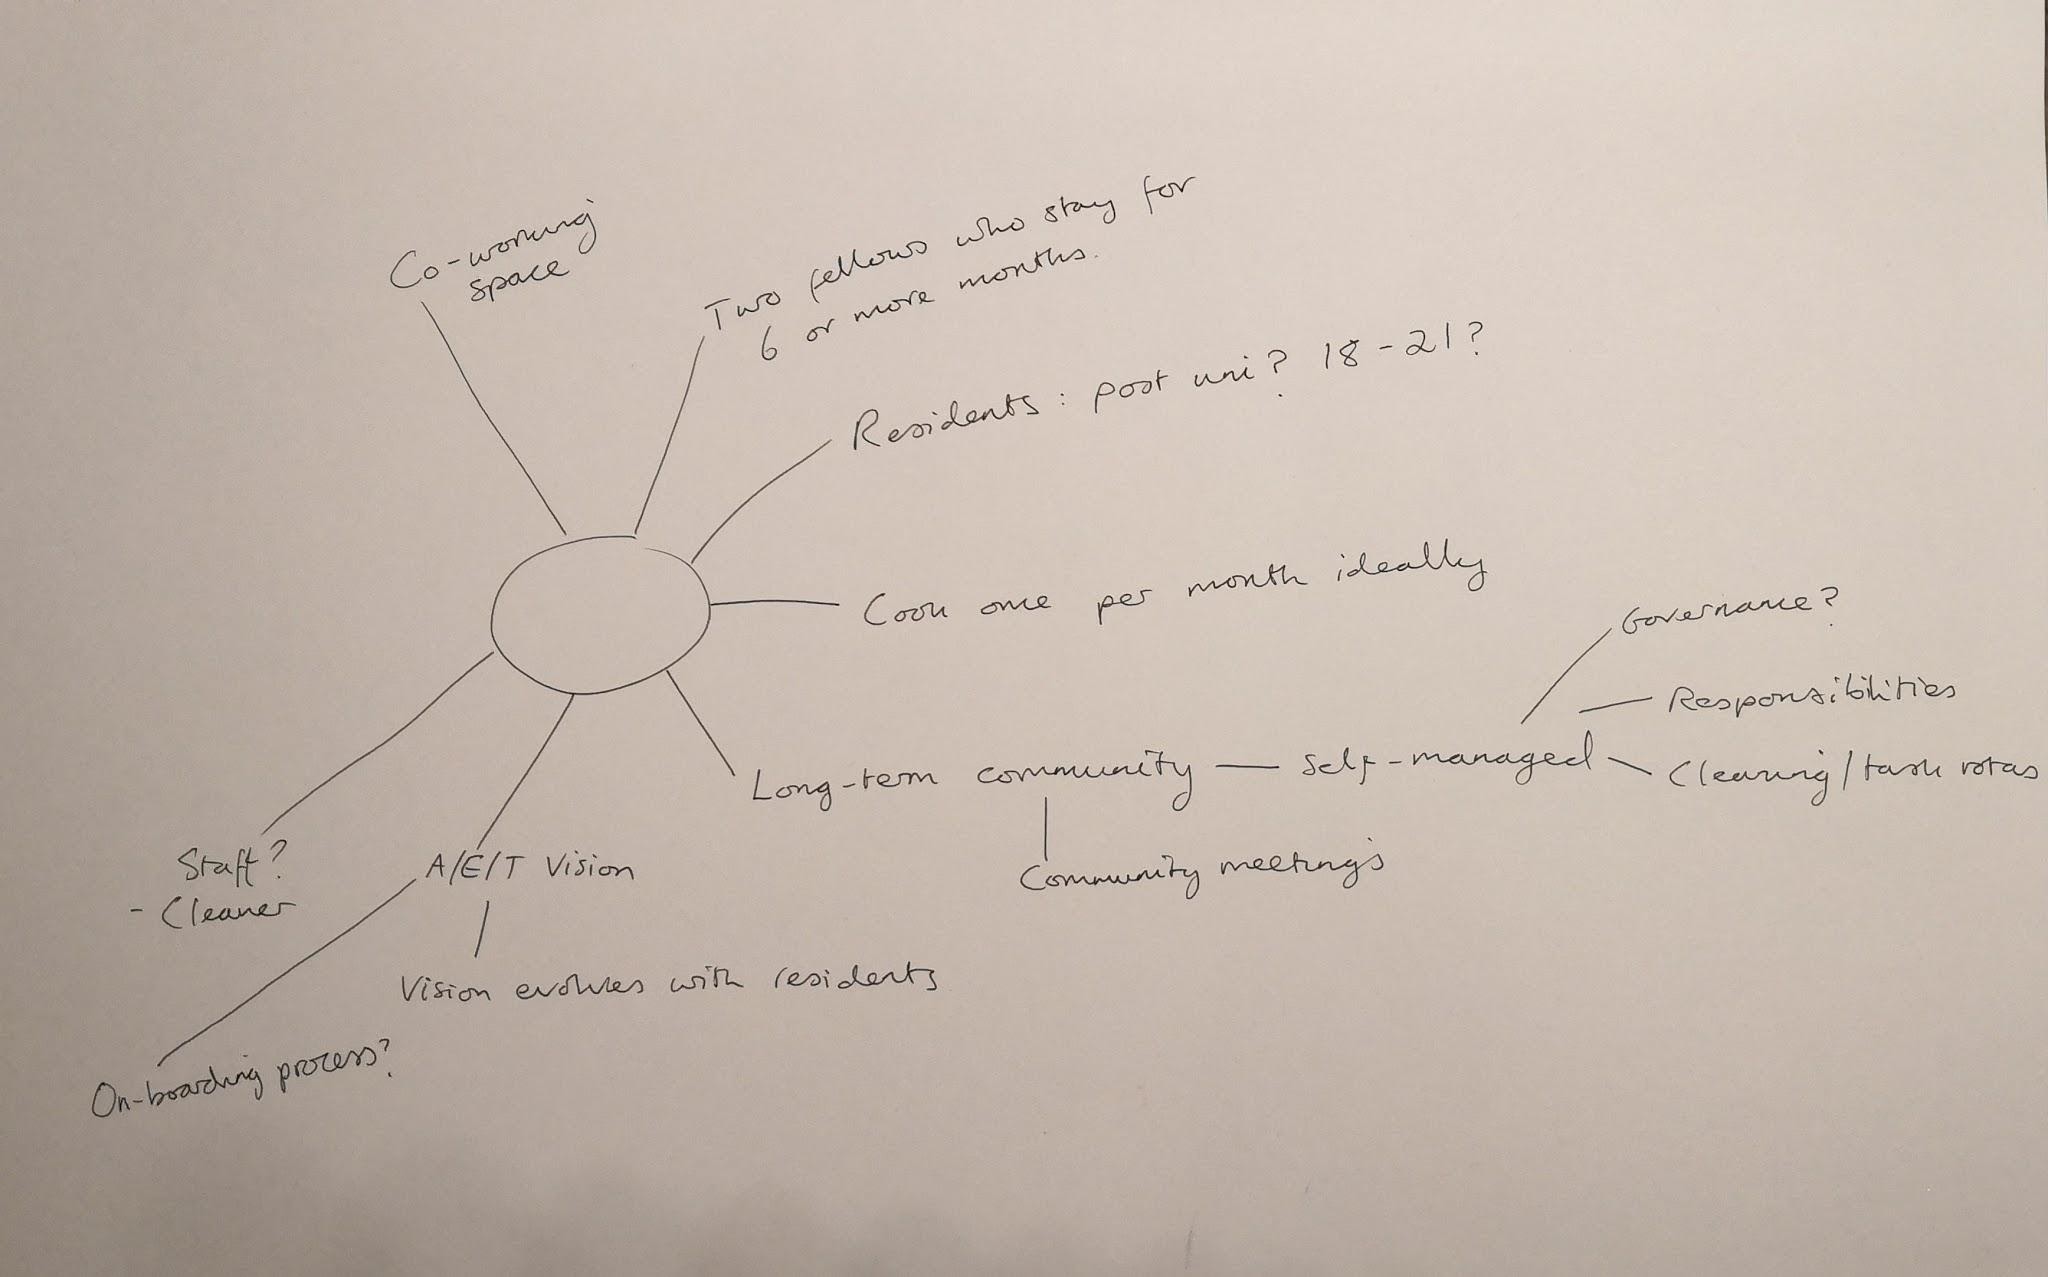 Co-working
space
Two fellows who stay for
6 or more months.
Residents: post uni? 18-21?
Cook once per month ideally
Governance?
Responsibilities
Long-term community — Self-managed
Cleaning/task rotas
Community meetings
Staff?
- Cleaner
A/E/T Vision
Vision evolves with residents
On-boarding process?